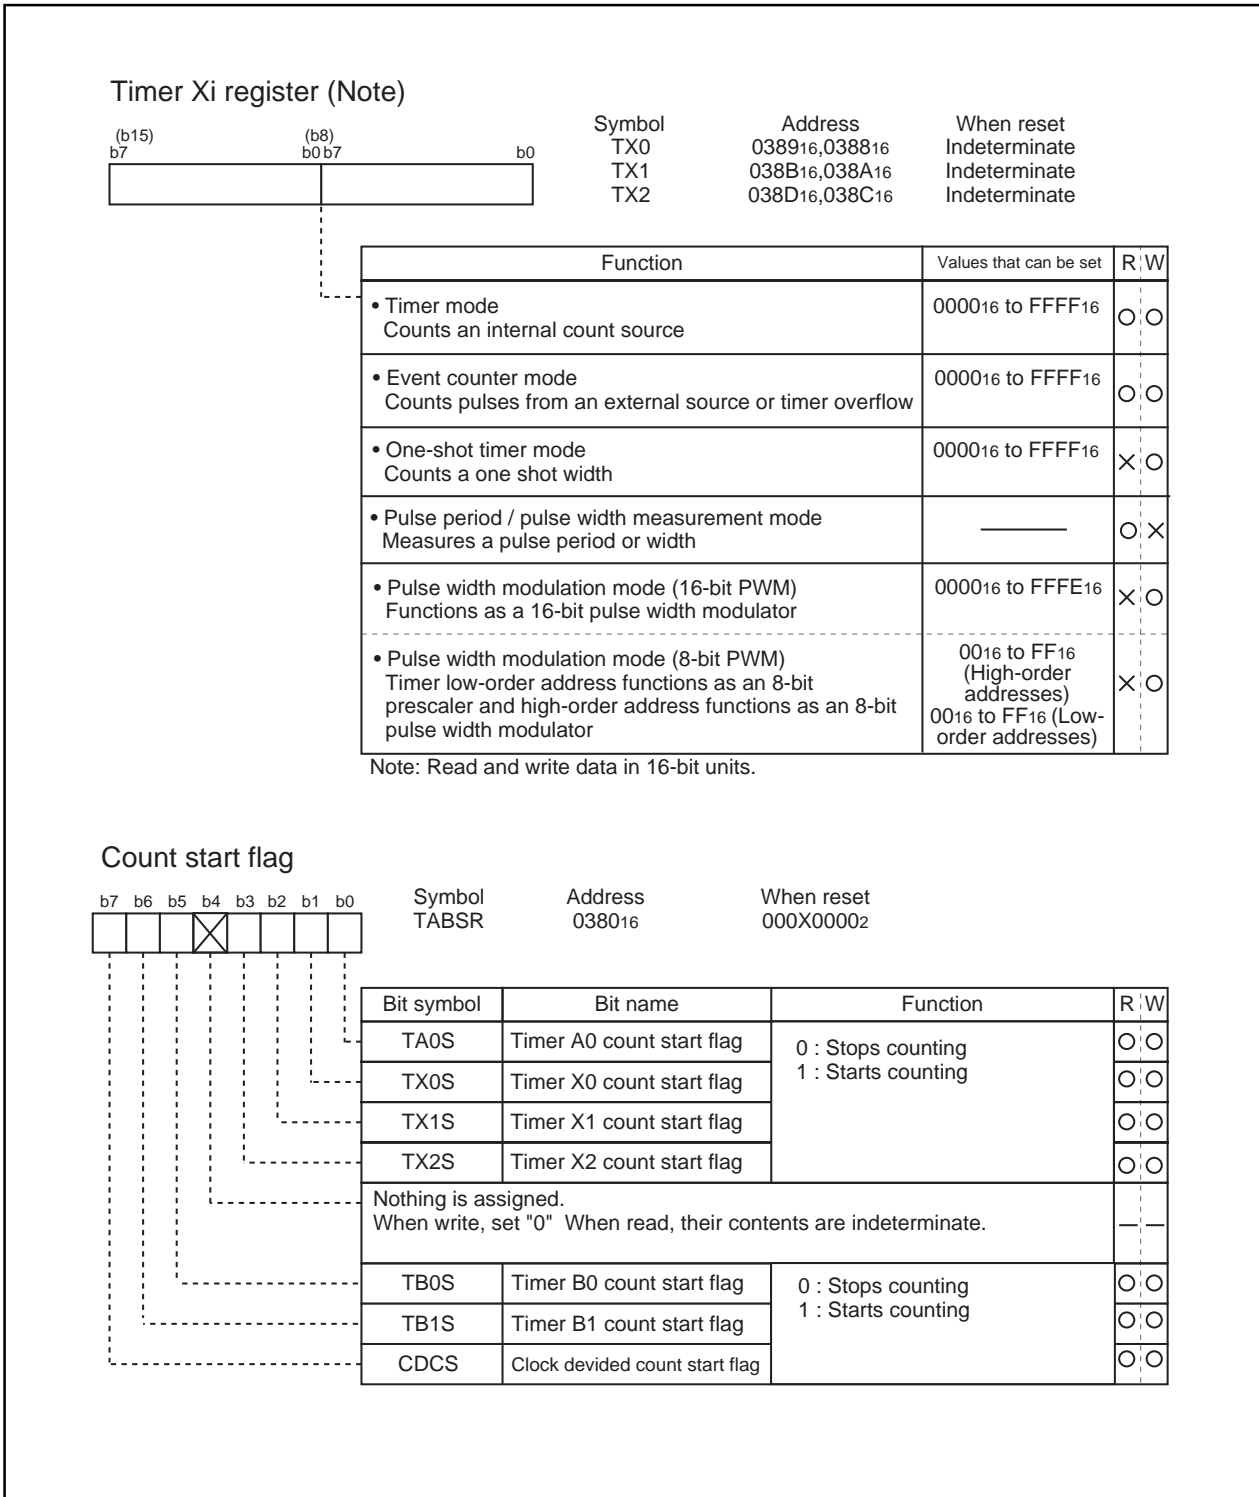 Timer Xi register (Note)
(b15) (b8)
b7 b0 b7 b0
Symbol Address When reset
TX0 038916,038816 Indeterminate
TX1 038B16,038A16 Indeterminate
TX2 038D16,038C16 Indeterminate
Function Values that can be set R W
• Timer mode 000016 to FFFF16
Counts an internal count source
• Event counter mode 000016 to FFFF16
Counts pulses from an external source or timer overflow
• One-shot timer mode 000016 to FFFF16
Counts a one shot width
• Pulse period / pulse width measurement mode
Measures a pulse period or width
• Pulse width modulation mode (16-bit PWM) 000016 to FFFE16
Functions as a 16-bit pulse width modulator
• Pulse width modulation mode (8-bit PWM)
Timer low-order address functions as an 8-bit
prescaler and high-order address functions as an 8-bit
pulse width modulator
0016 to FF16
(High-order
addresses)
0016 to FF16 (Low-
order addresses)
Note: Read and write data in 16-bit units.
Count start flag
b7 b6 b5 b4 b3 b2 b1 b0
Symbol Address When reset
TABSR 038016 000X00002
Bit symbol Bit name Function R W
TA0S Timer A0 count start flag
0 : Stops counting
1 : Starts counting
TX0S Timer X0 count start flag
TX1S Timer X1 count start flag
TX2S Timer X2 count start flag
Nothing is assigned.
When write, set "0" When read, their contents are indeterminate.
TB0S Timer B0 count start flag
0 : Stops counting
1 : Starts counting
TB1S Timer B1 count start flag
CDCS Clock devided count start flag